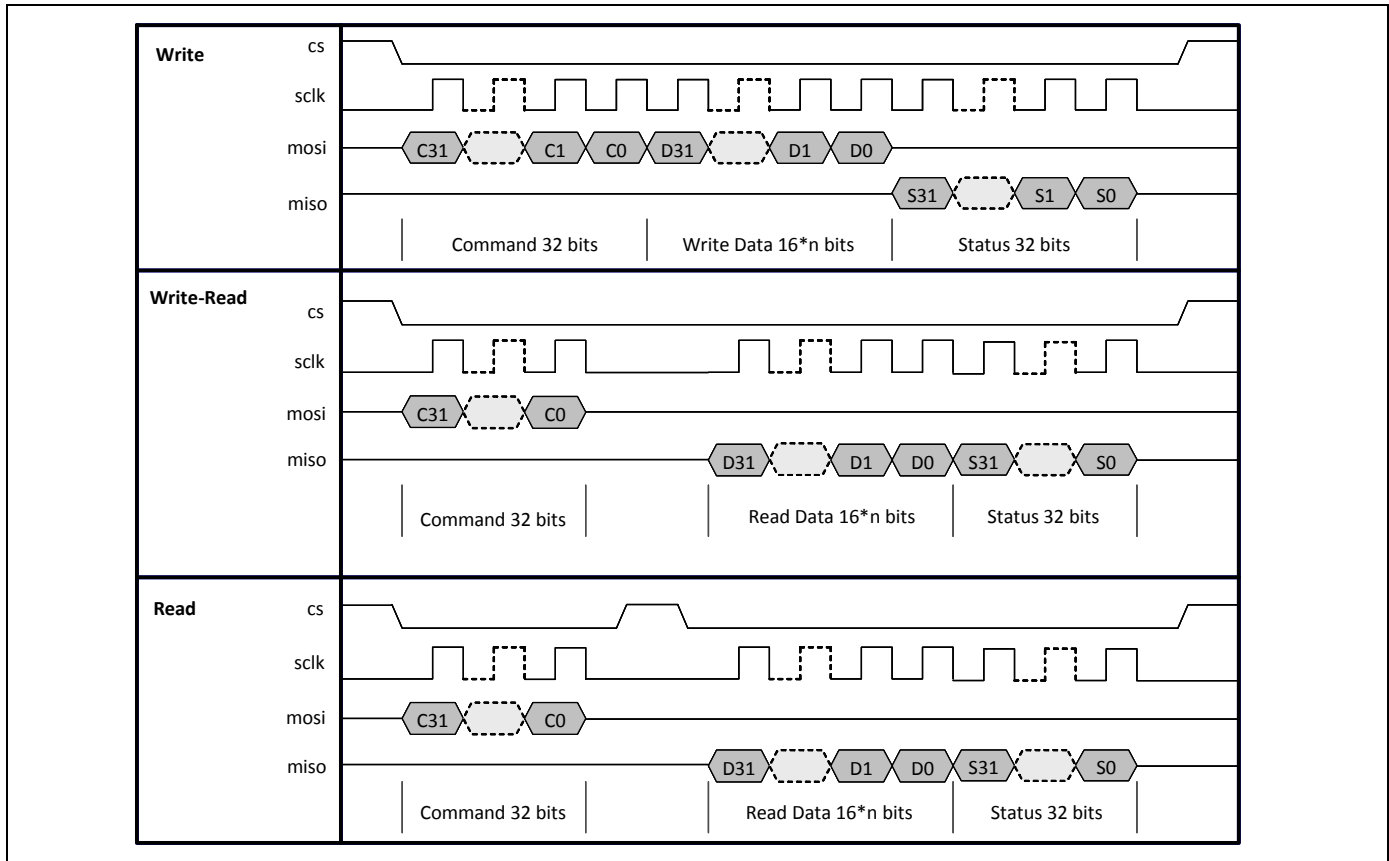 Write
cs
sclk
mosi C31 C1 C0 D31 D1 D0
miso S31 S1 S0
Command 32 bits Write Data 16*n bits Status 32 bits
Write-Read
cs
sclk
mosi C31 C0
miso D31 D1 D0 S31 S0
Command 32 bits Read Data 16*n bits Status 32 bits
Read
cs
sclk
mosi C31 C0
miso D31 D1 D0 S31 S0
Command 32 bits Read Data 16*n bits Status 32 bits